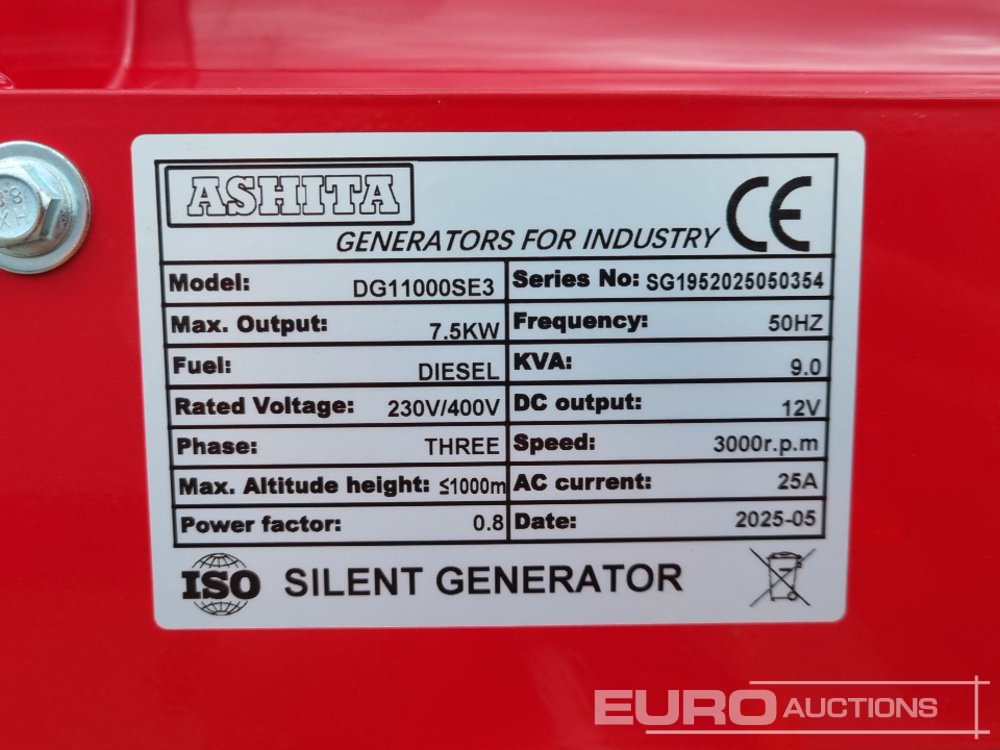 ASHITA
CE
GENERATORS FOR INDUSTRY
Model: DG11000SE3 Series No: SG1952025050354
Max. Output: 7.5KW Frequency: 50HZ
Fuel: DIESEL KVA: 9.0
Rated Voltage: 230V/400V DC output: 12V
Phase: THREE Speed: 3000r.p.m
Max. Altitude height: ≤1000m AC current: 25A
Power factor: 0.8 Date: 2025-05
ISO SILENT GENERATOR
EURO AUCTIONS